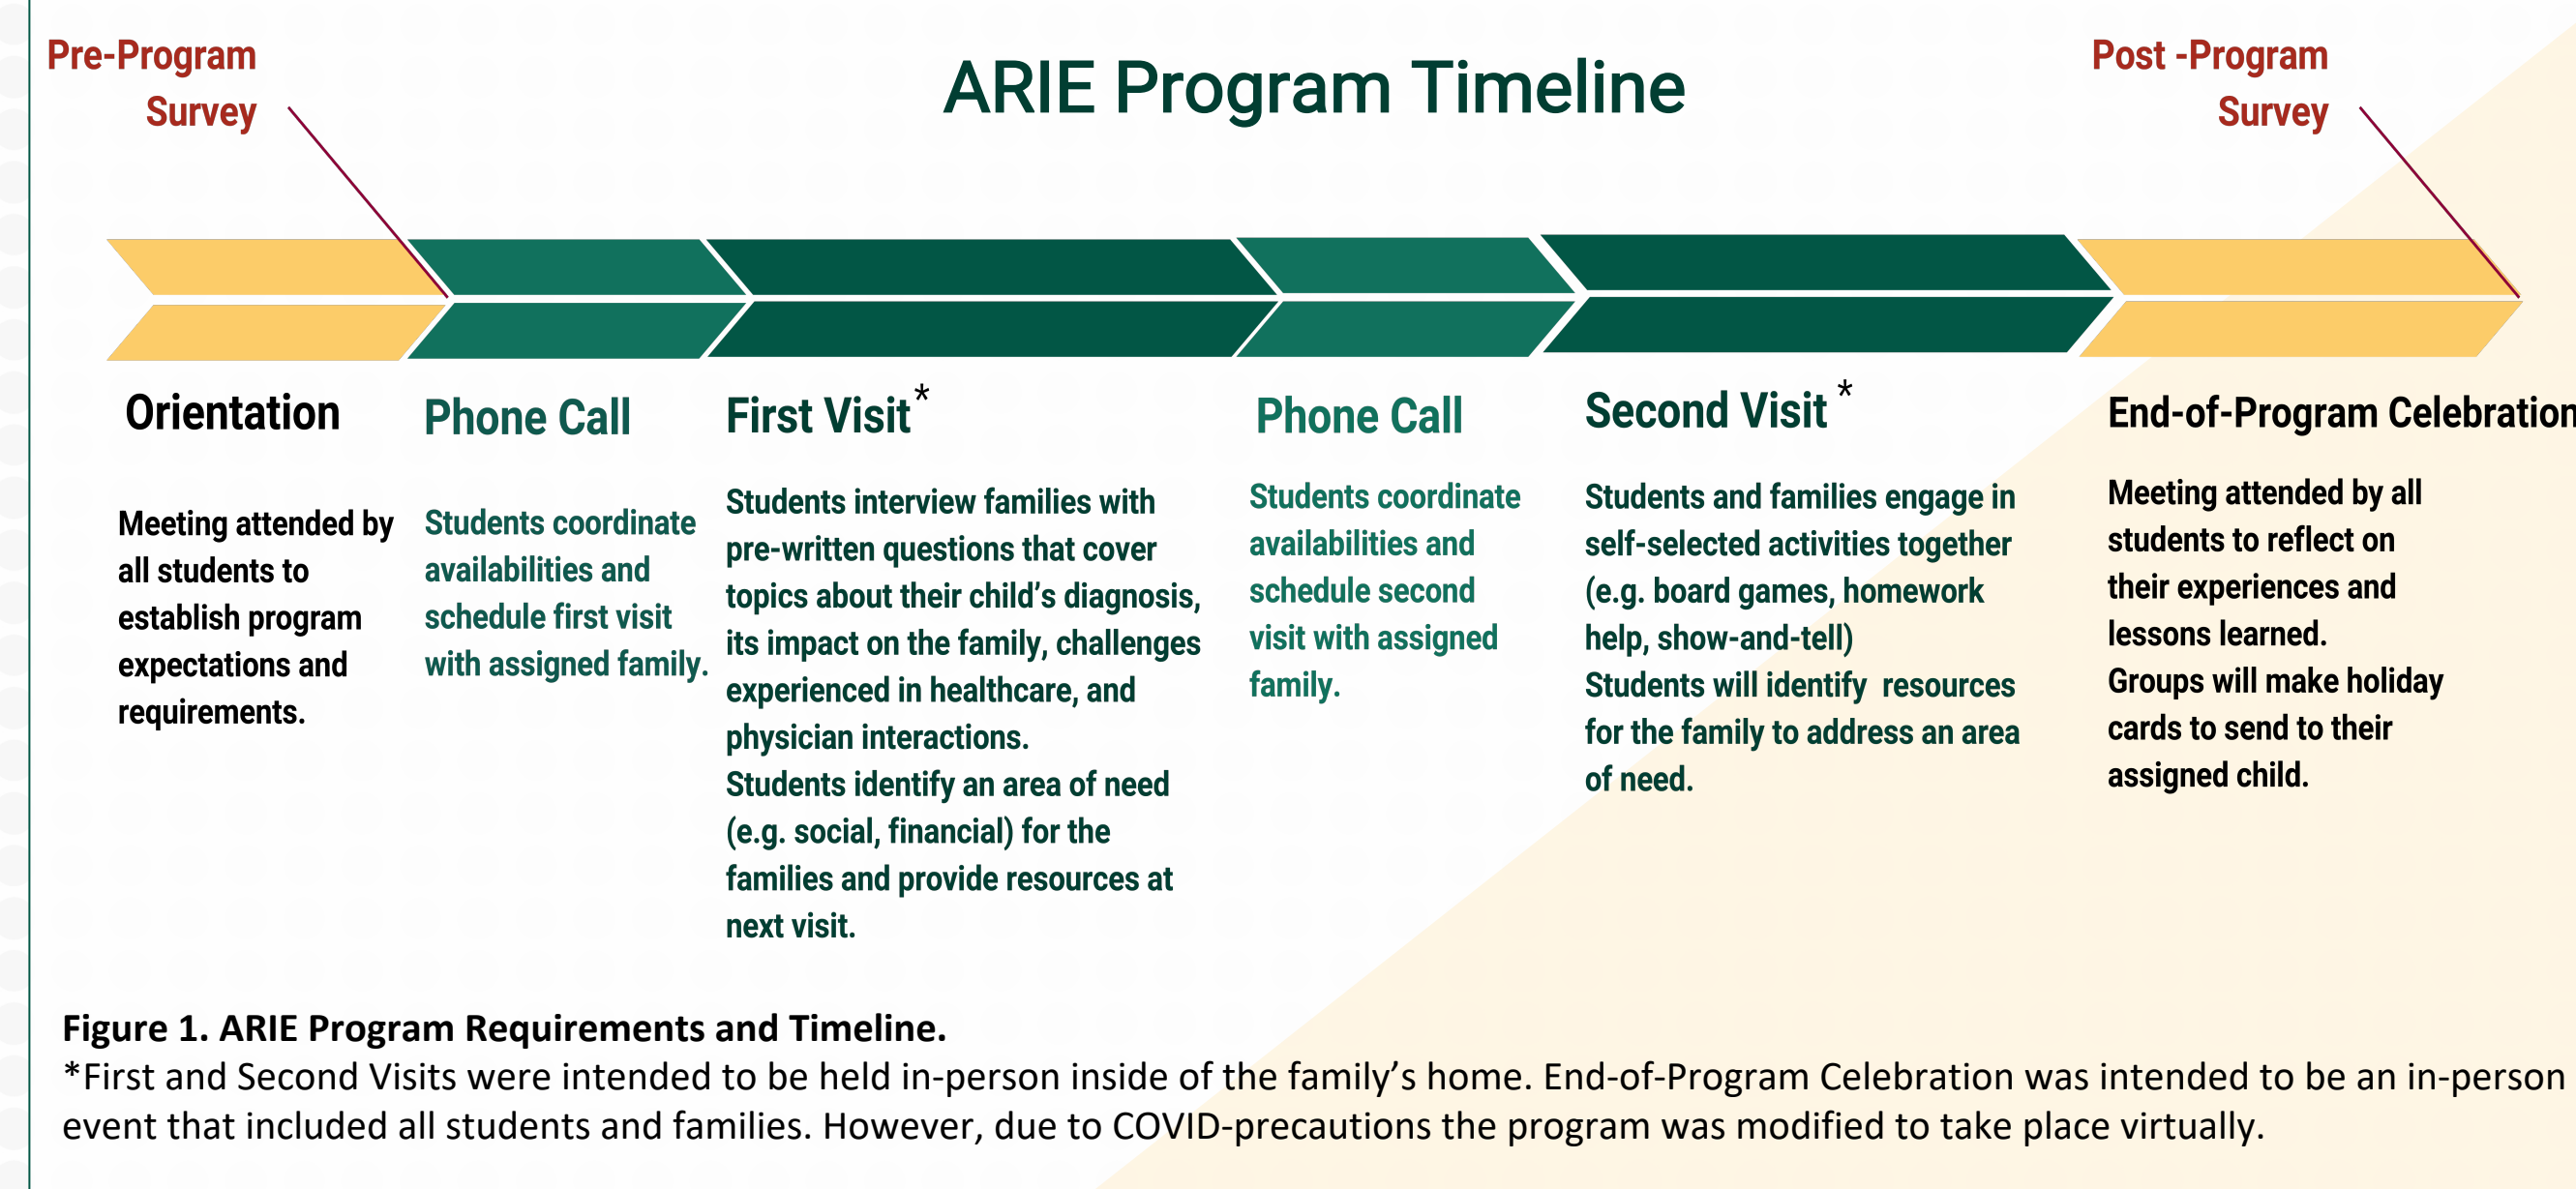 Pre-Program
Survey
ARIE Program Timeline
Post -Program
Survey
Orientation
Meeting attended by
all students to
establish program
expectations and
requirements.
Phone Call
Students coordinate
availabilities and
schedule first visit
with assigned family.
First Visit*
Students interview families with
pre-written questions that cover
topics about their child’s diagnosis,
its impact on the family, challenges
experienced in healthcare, and
physician interactions.
Students identify an area of need
(e.g. social, financial) for the
families and provide resources at
next visit.
Phone Call
Students coordinate
availabilities and
schedule second
visit with assigned
family.
Second Visit *
Students and families engage in
self-selected activities together
(e.g. board games, homework
help, show-and-tell)
Students will identify  resources
for the family to address an area
of need.
End-of-Program Celebration
Meeting attended by all
students to reflect on
their experiences and
lessons learned.
Groups will make holiday
cards to send to their
assigned child.
Figure 1. ARIE Program Requirements and Timeline.
*First and Second Visits were intended to be held in-person inside of the family’s home. End-of-Program Celebration was intended to be an in-person
event that included all students and families. However, due to COVID-precautions the program was modified to take place virtually.